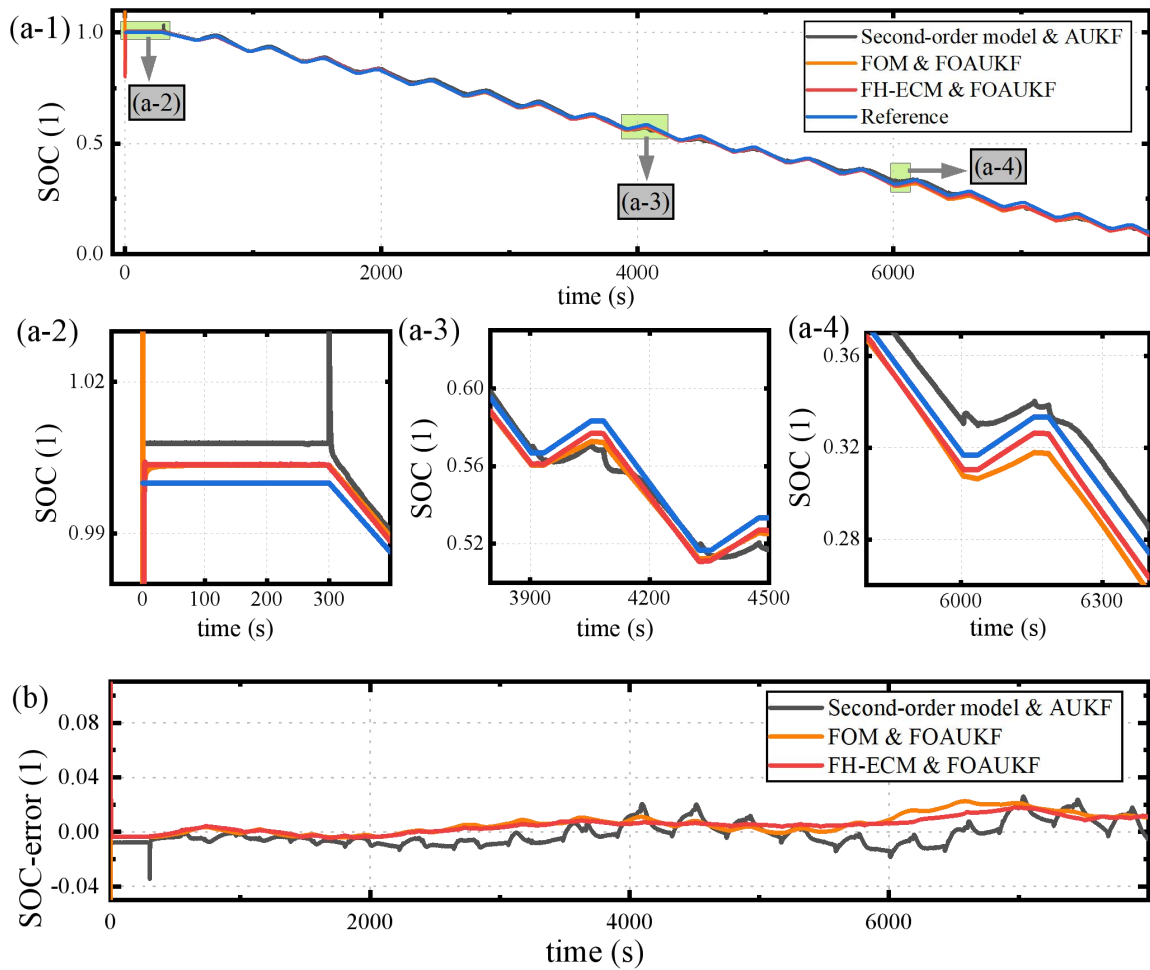 (a-1)
SOC (1)
1.0
0.5
0.0
(a-2)
(a-3)
(a-4)
Second-order model & AUKF
FOM & FOAUKF
FH-ECM & FOAUKF
Reference
0
2000
4000
6000
time (s)
(a-2)
SOC (1)
1.02
0.99
0
100
200
300
time (s)
(a-3)
SOC (1)
0.60
0.56
0.52
3900
4200
4500
time (s)
(a-4)
SOC (1)
0.36
0.32
0.28
6000
6300
time (s)
(b)
SOC-error (1)
0.08
0.04
0.00
-0.04
Second-order model & AUKF
FOM & FOAUKF
FH-ECM & FOAUKF
0
2000
4000
6000
time (s)